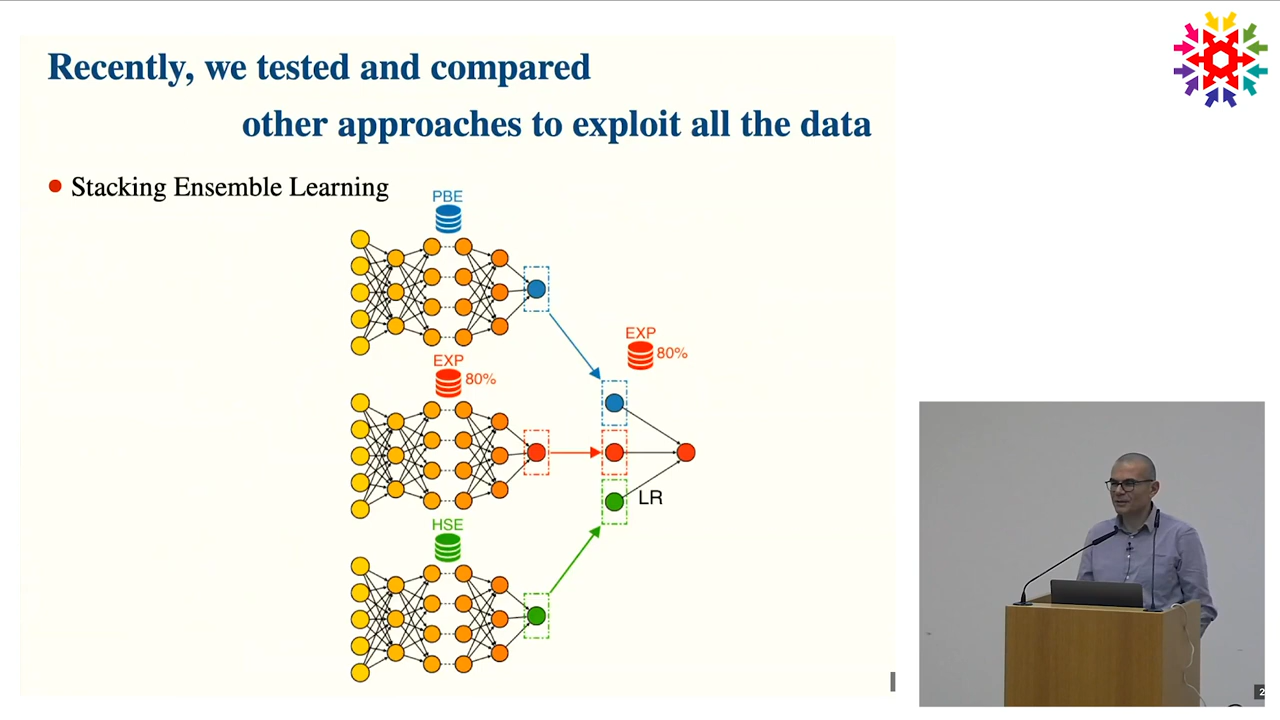 Recently, we tested and compared
other approaches to exploit all the data
Stacking Ensemble Learning
PBE
EXP
80%
EXP
80%
LR
HSE
2